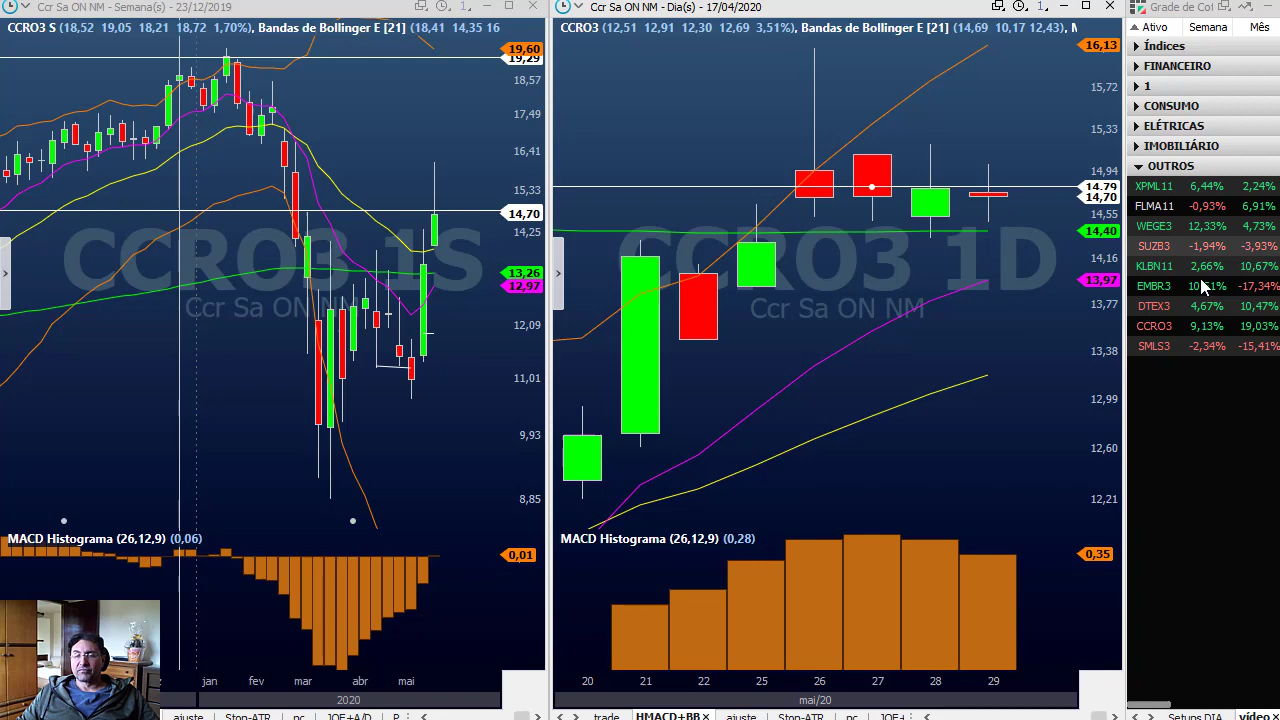 Ccr Sa ON NM - Semana(s) - 23/12/2019
CCRO3 S (18,52 19,05 18,21 18,72 1,70%), Bandas de Bollinger E [21] (18,41 14,35 16
19,60
19,29
18,57
17,49
16,41
15,33
14,70
14,25
13,26
12,97
12,09
11,01
9,93
8,85
CCRO3 1S
Ccr Sa ON NM
MACD Histograma (26,12,9) (0,06)
0,01
jan fev mar abr mai
2020
ajuste Stop-ATR pc JOE+A/D P
Ccr Sa ON NM - Dia(s) - 17/04/2020
CCRO3 (12,51 12,91 12,30 12,69 3,51%), Bandas de Bollinger E [21] (14,69 10,17 12,43),
16,13
15,72
15,33
14,94
14,79
14,70
14,55
14,40
14,16
13,97
13,77
13,38
12,99
12,60
12,21
CCRO3 1D
Ccr Sa ON NM
MACD Histograma (26,12,9) (0,28)
0,35
20 21 22 25 26 27 28 29
mai/20
trade HMACD+BB ajuste Stop-ATR pc JOE+
Grade de Cot
Ativo Semana Mês
Índices
FINANCEIRO
1
CONSUMO
ELÉTRICAS
IMOBILIÁRIO
OUTROS
XPML11 6,44% 2,24%
FLMA11 -0,93% 6,91%
WEGE3 12,33% 4,73%
SUZB3 -1,94% -3,93%
KLBN11 2,66% 10,67%
EMBR3 -17,34%
DTEX3 4,67% 10,47%
CCRO3 9,13% 19,03%
SMLS3 -2,34% -15,41%
Setups DIA vídeo